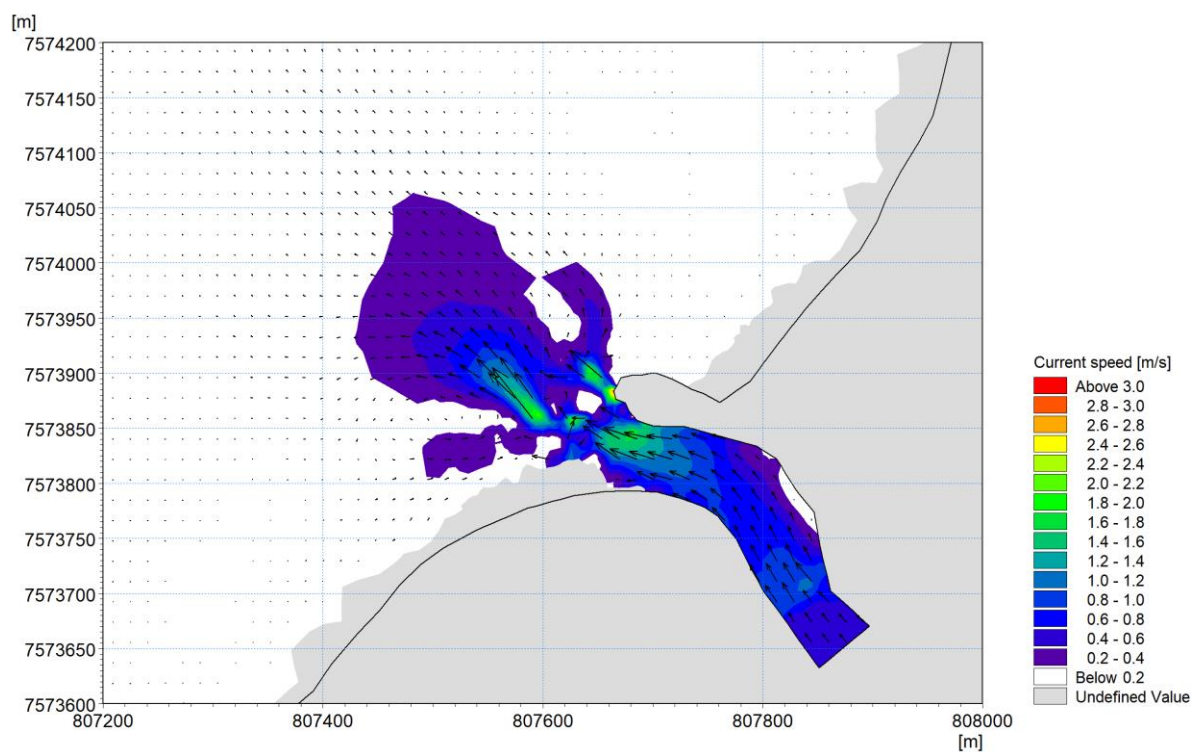 [m]
7574200
7574150
7574100
7574050
7574000
7573950
7573900
7573850
7573800
7573750
7573700
7573650
7573600
807200 807400 807600 807800 808000
[m]
Current speed [m/s]
Above 3.0
2.8 - 3.0
2.6 - 2.8
2.4 - 2.6
2.2 - 2.4
2.0 - 2.2
1.8 - 2.0
1.6 - 1.8
1.4 - 1.6
1.2 - 1.4
1.0 - 1.2
0.8 - 1.0
0.6 - 0.8
0.4 - 0.6
0.2 - 0.4
Below 0.2
Undefined Value